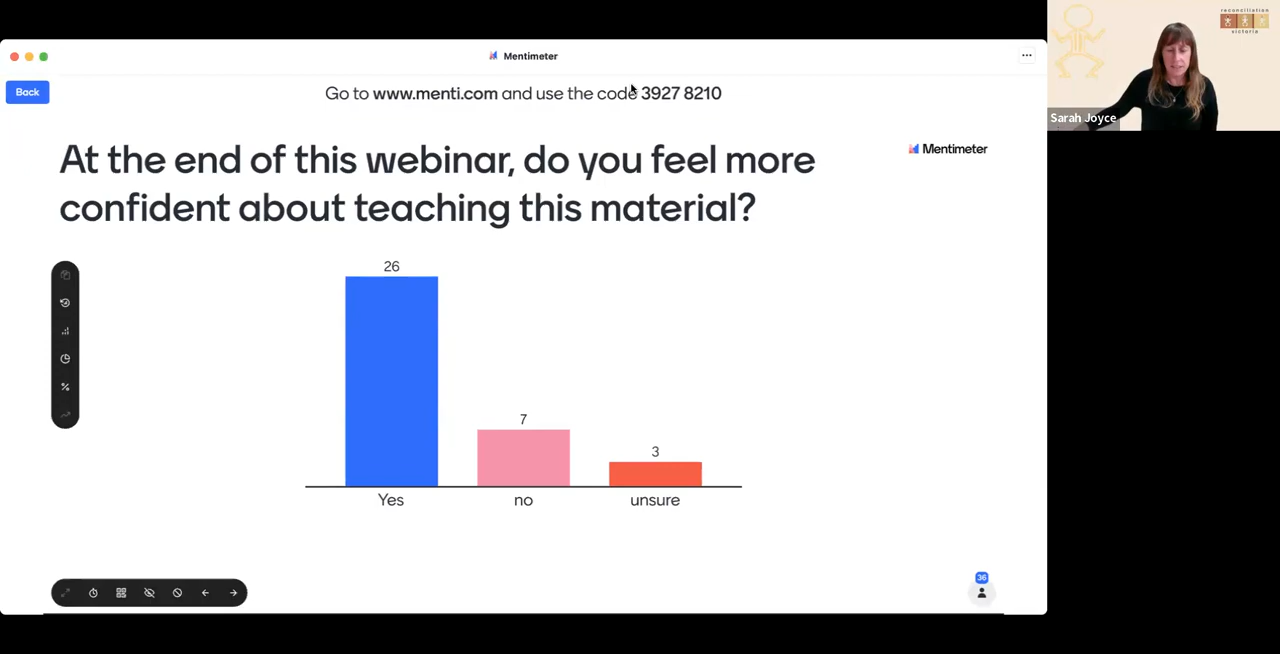 Mentimeter
Back
Go to www.menti.com and use the code 3927 8210
At the end of this webinar, do you feel more
confident about teaching this material?
Mentimeter
26
7
3
Yes
no
unsure
36
reconciliation
victoria
Sarah Joyce